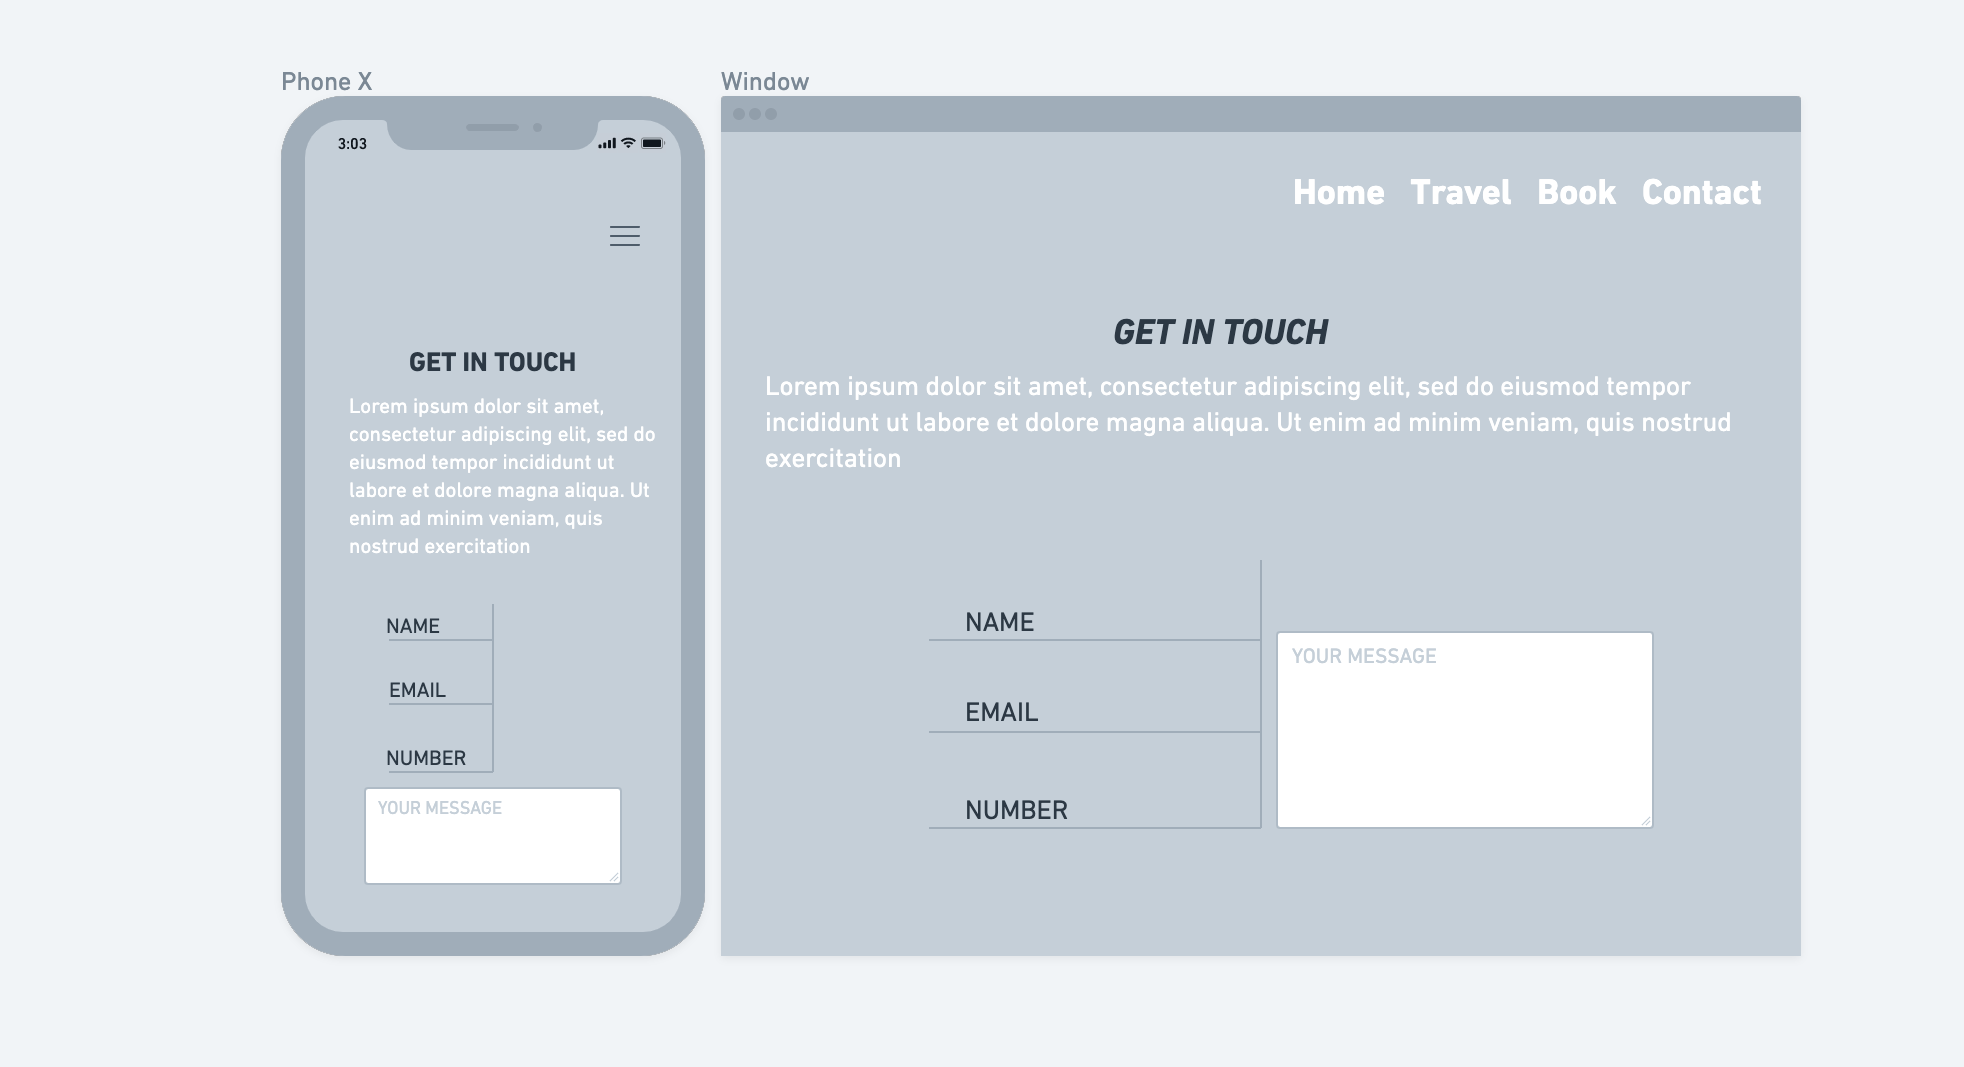 Phone X
3:03
GET IN TOUCH
Lorem ipsum dolor sit amet,
consectetur adipiscing elit, sed do
eiusmod tempor incididunt ut
labore et dolore magna aliqua. Ut
enim ad minim veniam, quis
nostrud exercitation
NAME
EMAIL
NUMBER
YOUR MESSAGE
Window
Home Travel Book Contact
GET IN TOUCH
Lorem ipsum dolor sit amet, consectetur adipiscing elit, sed do eiusmod tempor
incididunt ut labore et dolore magna aliqua. Ut enim ad minim veniam, quis nostrud
exercitation
NAME
EMAIL
NUMBER
YOUR MESSAGE